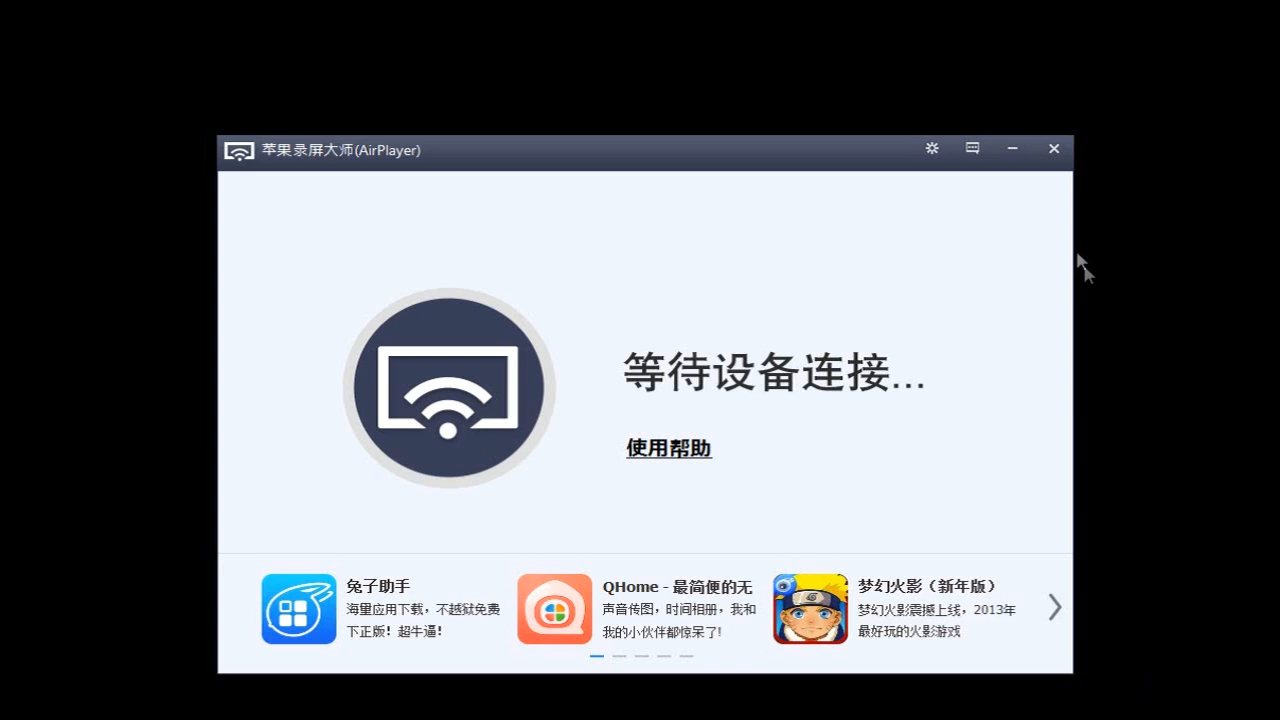 苹果录屏大师(AirPlayer)
等待设备连接...
使用帮助
兔子助手
海量应用下载，不越狱免费
下正版！超牛逼！
QHome - 最简便的无
声音传图，时间相册，我和
我的小伙伴都惊呆了!
梦幻火影（新年版）
梦幻火影震撼上线，2013年
最好玩的火影游戏